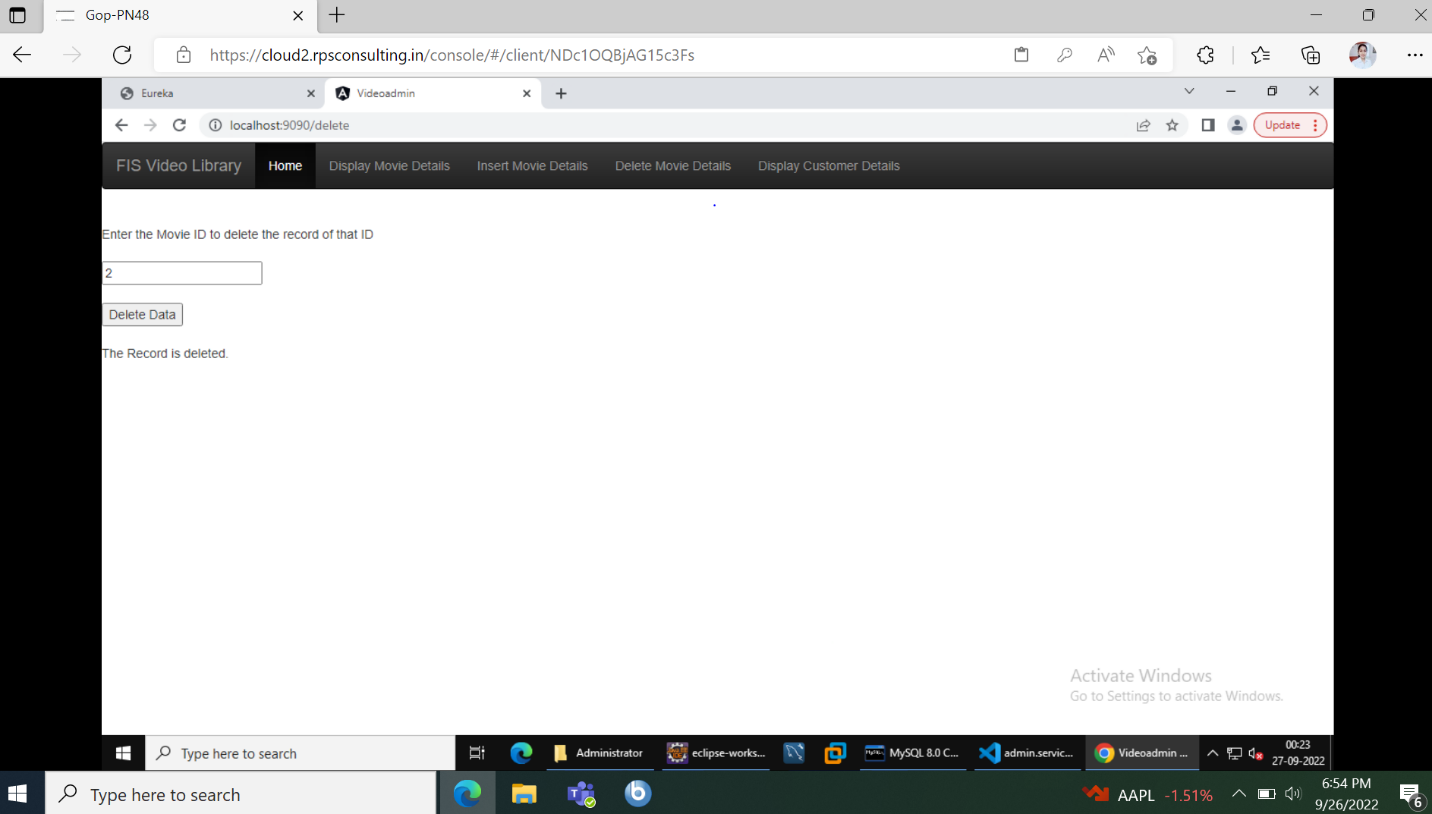 Gop-PN48
https://cloud2.rpsconsulting.in/console/#/client/NDc1OQBjAG15c3Fs
Eureka
Videoadmin
localhost:9090/delete
Update
FIS Video Library
Home
Display Movie Details
Insert Movie Details
Delete Movie Details
Display Customer Details
Enter the Movie ID to delete the record of that ID
2
Delete Data
The Record is deleted.
Activate Windows
Go to Settings to activate Windows.
Type here to search
Administrator
eclipse-works...
MySQL 8.0 C...
admin.servic...
Videoadmin ...
00:23
27-09-2022
Type here to search
AAPL -1.51%
6:54 PM
9/26/2022
6